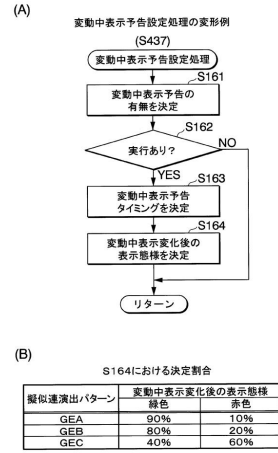 (A)
変動中表示予告設定処理の変形例
(S437)
変動中表示予告設定処理
S161
変動中表示予告の
有無を決定
S162
実行あり?
NO
YES
S163
変動中表示予告
タイミングを決定
S164
変動中表示変化後の
表示態様を決定
リターン
(B)
S164における決定割合
擬似連演出パターン 変動中表示変化後の表示態様
緑色 赤色
GEA 90% 10%
GEB 80% 20%
GEC 40% 60%